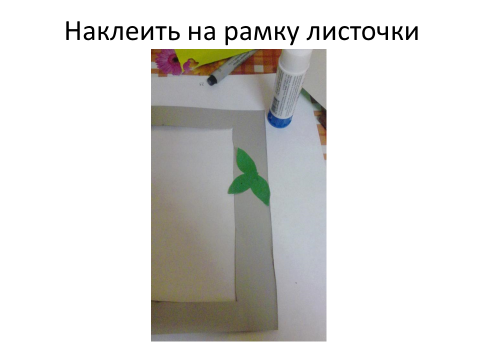 Наклеить на рамку листочки